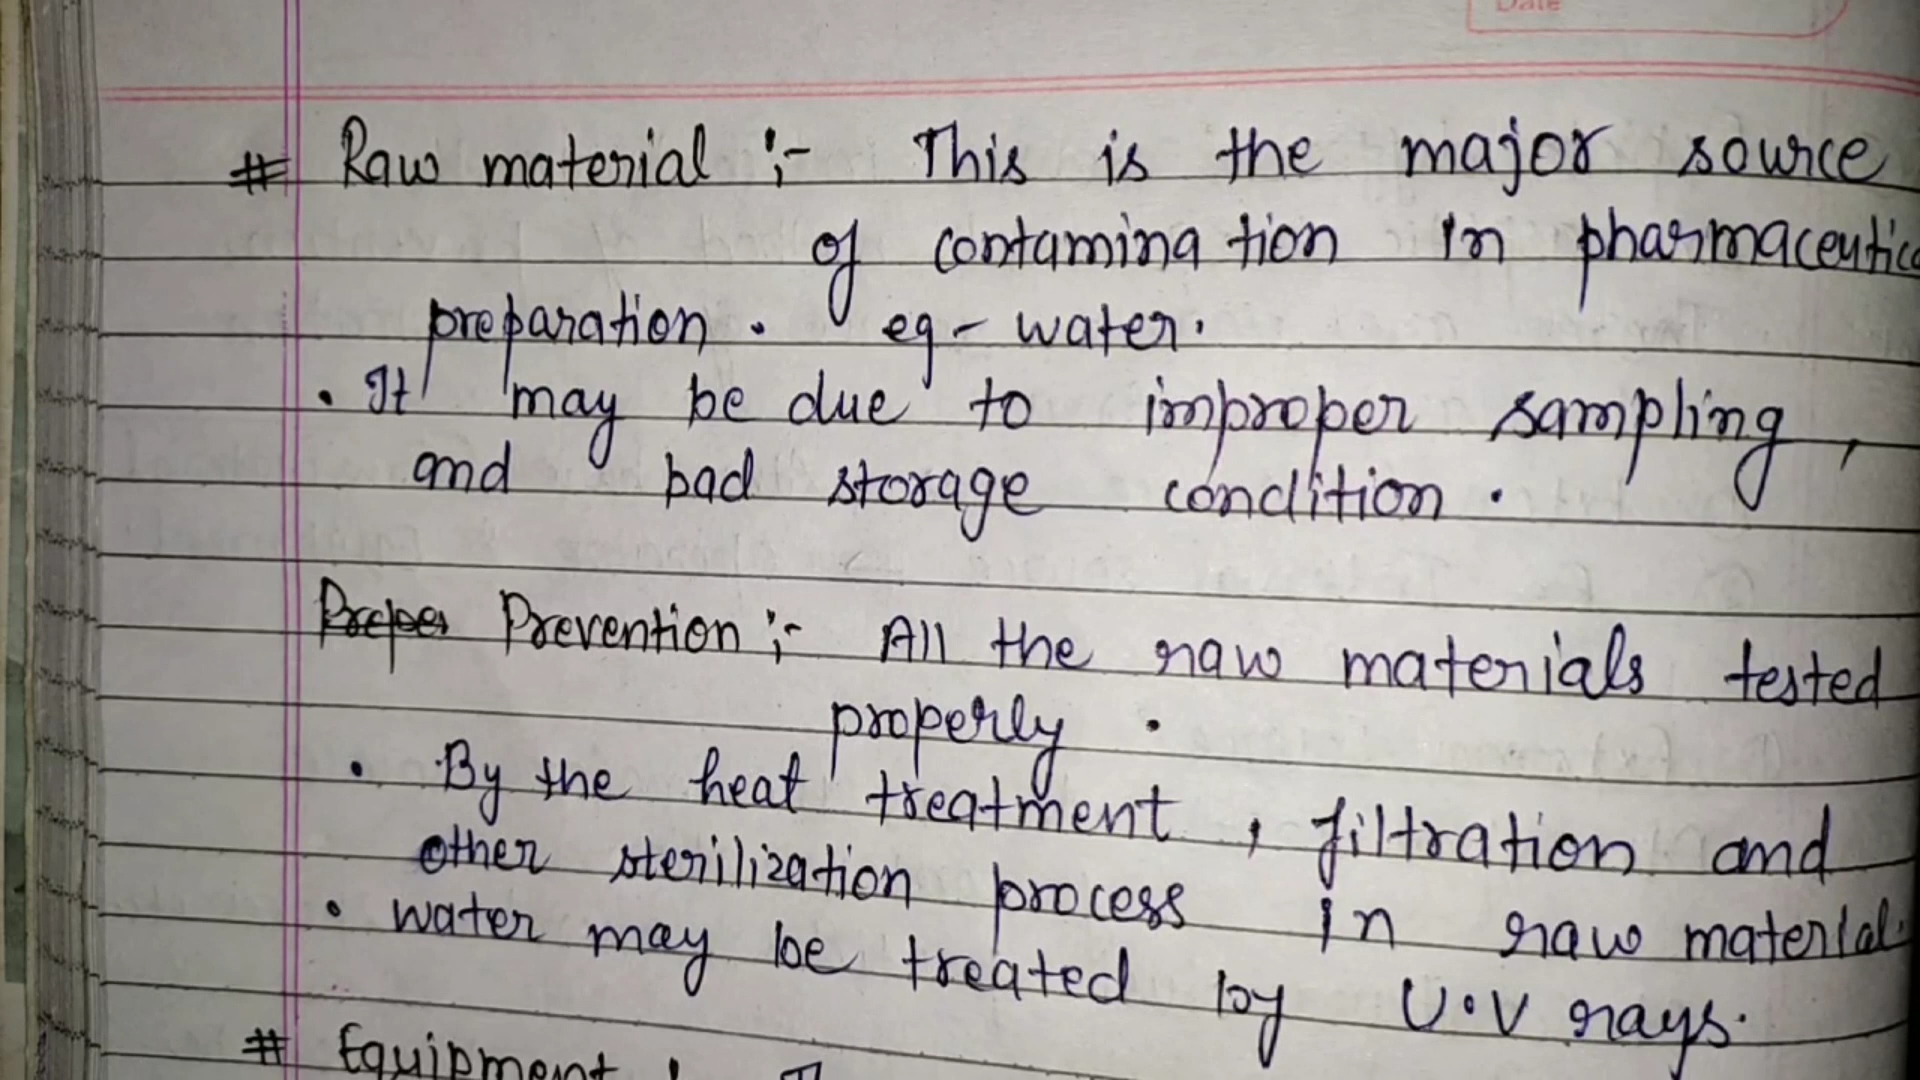 Date
# Raw material :- This is the major source
of contamination in pharmaceutic
preparation. eg - water.
• It may be due to improper sampling,
and bad storage condition.
Prevention :- All the raw materials tested
properly.
• By the heat treatment, filtration and
other sterilization process in raw material.
• water may be treated by U.V rays.
# Equipment